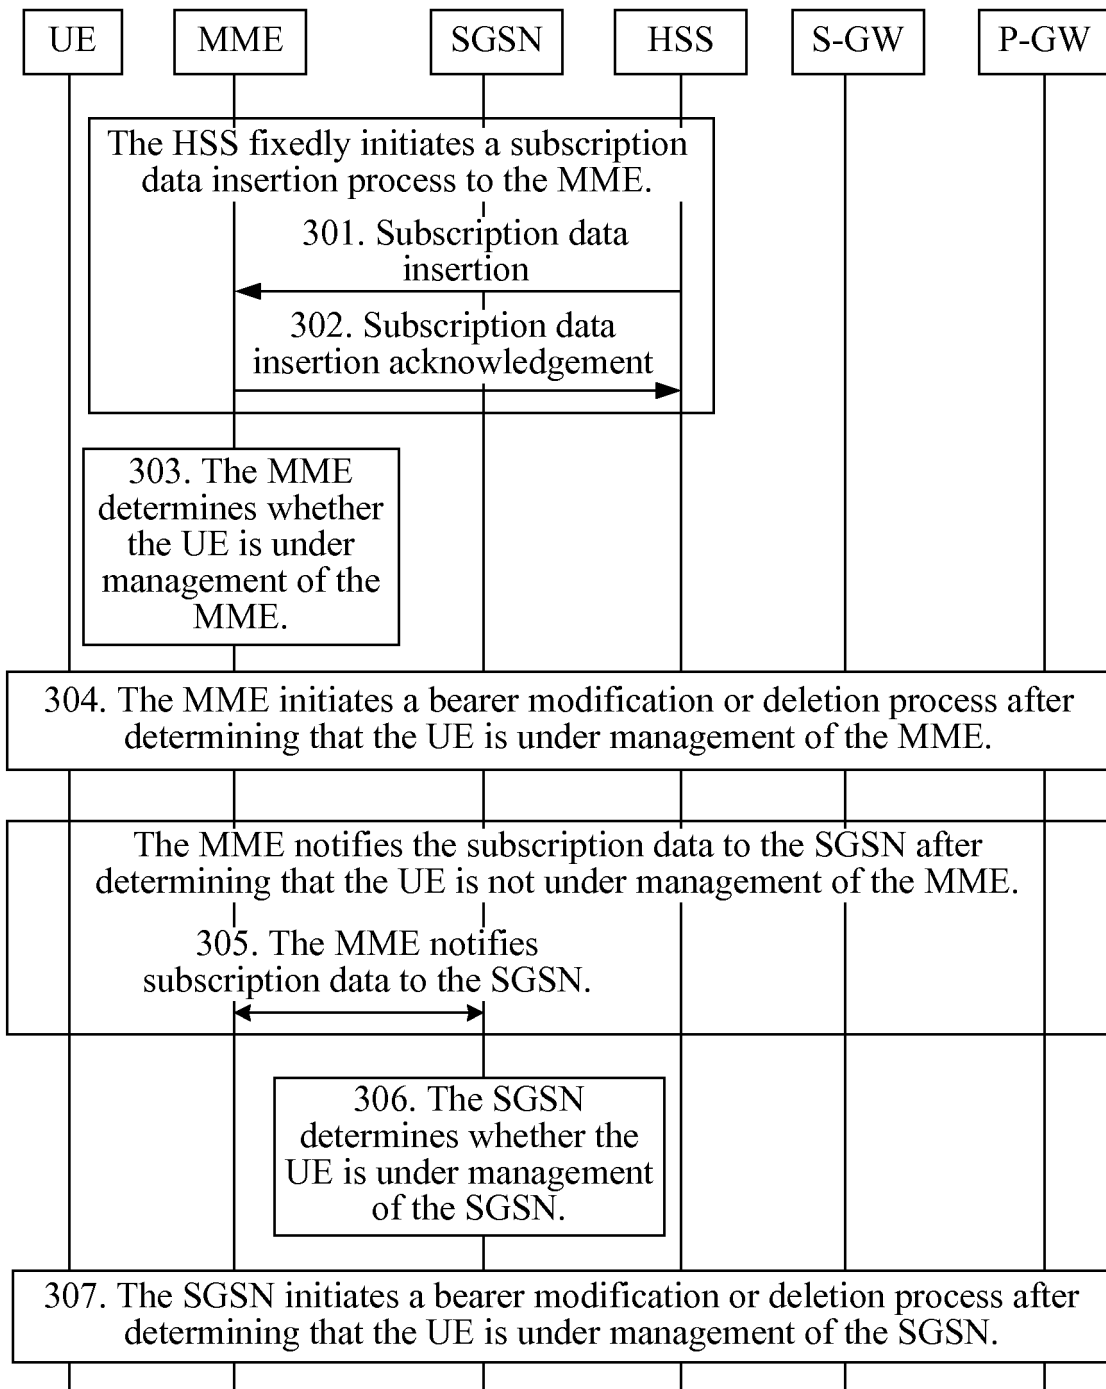 UE MME SGSN HSS S-GW P-GW
The HSS fixedly initiates a subscription
data insertion process to the MME.
301. Subscription data
insertion
302. Subscription data
insertion acknowledgement
303. The MME
determines whether
the UE is under
management of the
MME.
304. The MME initiates a bearer modification or deletion process after
determining that the UE is under management of the MME.
The MME notifies the subscription data to the SGSN after
determining that the UE is not under management of the MME.
305. The MME notifies
subscription data to the SGSN.
306. The SGSN
determines whether the
UE is under management
of the SGSN.
307. The SGSN initiates a bearer modification or deletion process after
determining that the UE is under management of the SGSN.